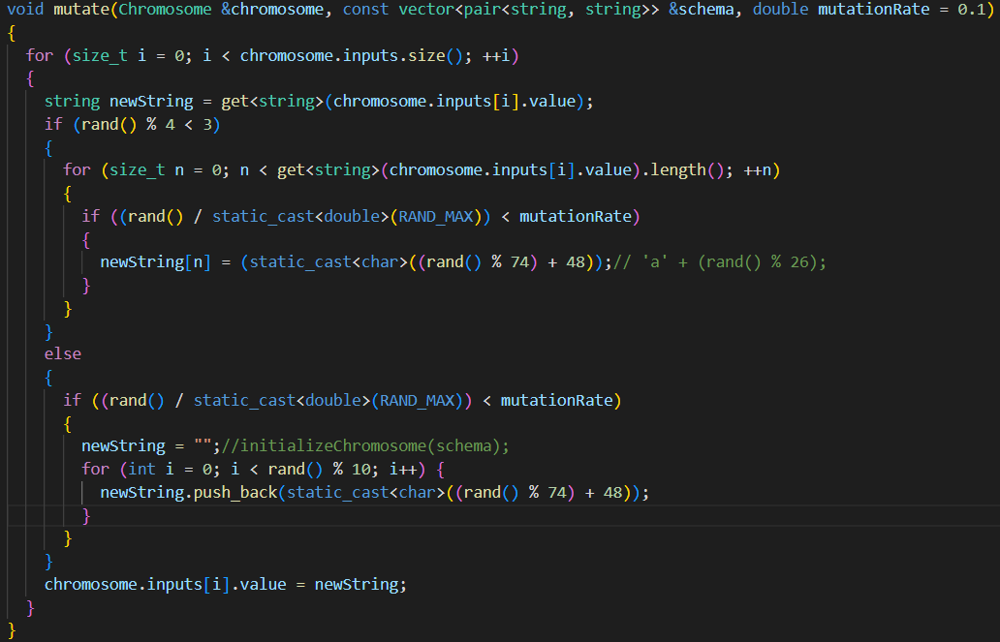 void mutate(Chromosome &chromosome, const vector<pair<string, string>> &schema, double mutationRate = 0.1)
{
  for (size_t i = 0; i < chromosome.inputs.size(); ++i)
  {
    string newString = get<string>(chromosome.inputs[i].value);
    if (rand() % 4 < 3)
    {
      for (size_t n = 0; n < get<string>(chromosome.inputs[i].value).length(); ++n)
      {
        if ((rand() / static_cast<double>(RAND_MAX)) < mutationRate)
        {
          newString[n] = (static_cast<char>((rand() % 74) + 48));// 'a' + (rand() % 26);
        }
      }
    }
    else
    {
      if ((rand() / static_cast<double>(RAND_MAX)) < mutationRate)
      {
        newString = "";//initializeChromosome(schema);
        for (int i = 0; i < rand() % 10; i++) {
          newString.push_back(static_cast<char>((rand() % 74) + 48));
        }
      }
    }
    chromosome.inputs[i].value = newString;
  }
}